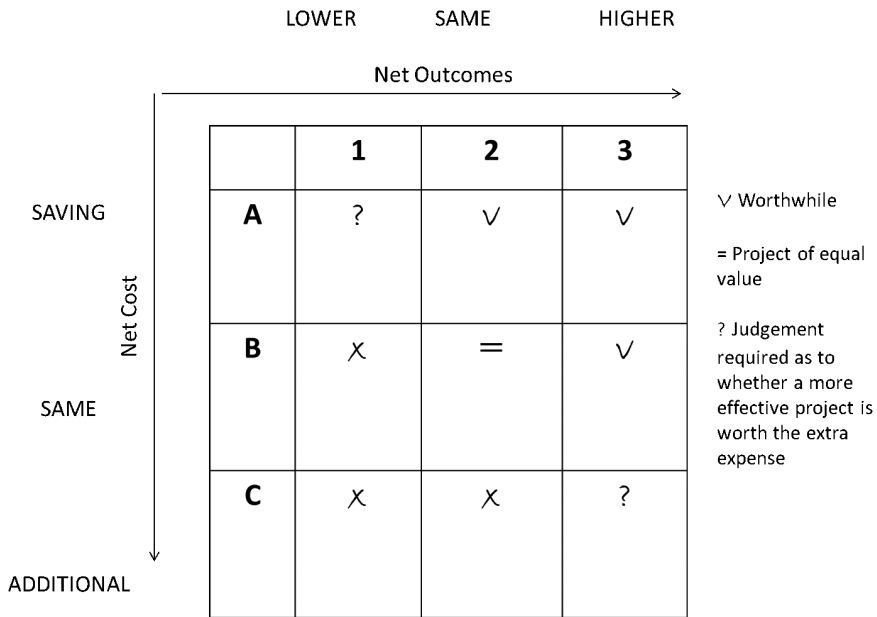 LOWER SAME HIGHER
Net Outcomes
1 2 3
SAVING A ? √ √
B x = √
C x x ?
Net Cost
SAME
ADDITIONAL
√ Worthwhile
= Project of equal
value
? Judgement
required as to
whether a more
effective project is
worth the extra
expense